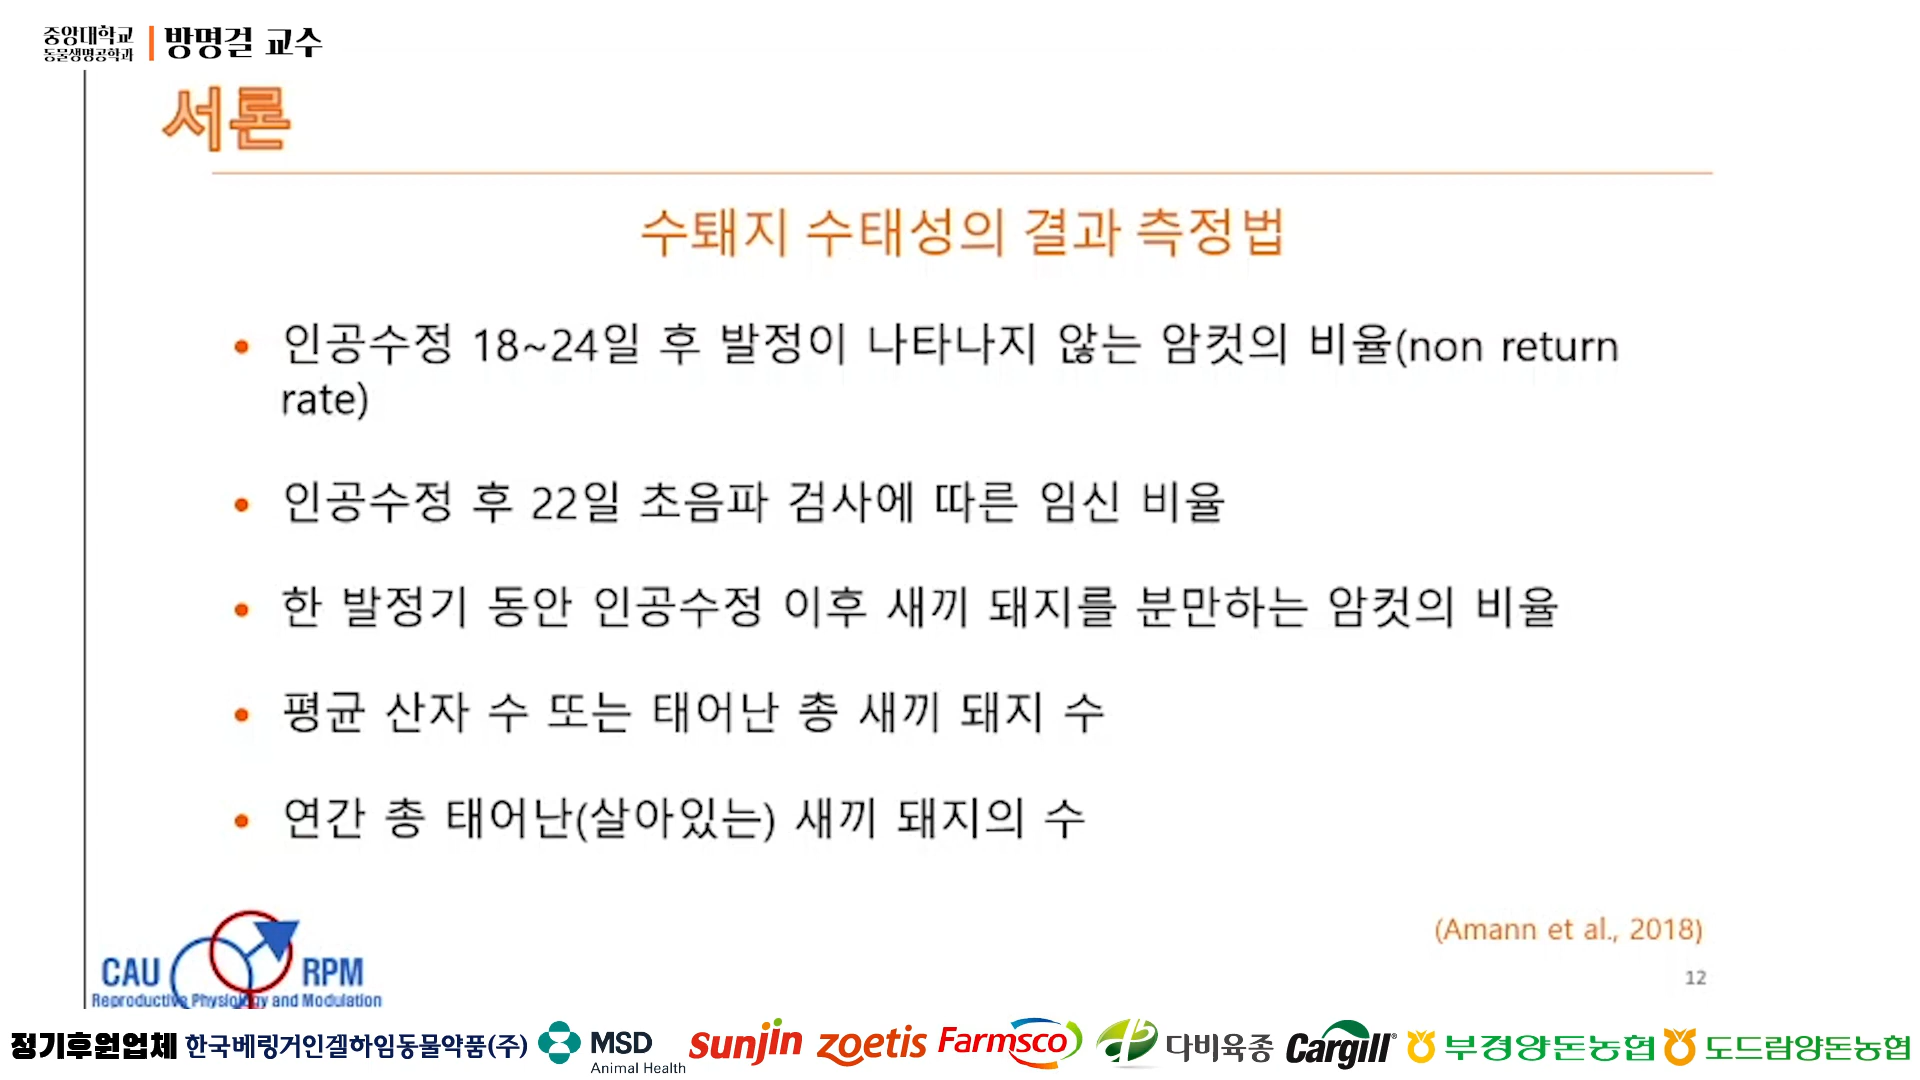 중앙대학교
동물생명공학과
방명걸 교수
서론
수퇘지 수태성의 결과 측정법
• 인공수정 18~24일 후 발정이 나타나지 않는 암컷의 비율(non return
rate)
• 인공수정 후 22일 초음파 검사에 따른 임신 비율
• 한 발정기 동안 인공수정 이후 새끼 돼지를 분만하는 암컷의 비율
• 평균 산자 수 또는 태어난 총 새끼 돼지 수
• 연간 총 태어난(살아있는) 새끼 돼지의 수
(Amann et al., 2018)
12
CAU RPM
Reproductive Physiology and Modulation
정기후원업체 한국베링거인겔하임동물약품(주) MSD Animal Health sunjin zoetis Farmsco 다비육종 Cargill® 부경양돈농협 도드람양돈농협